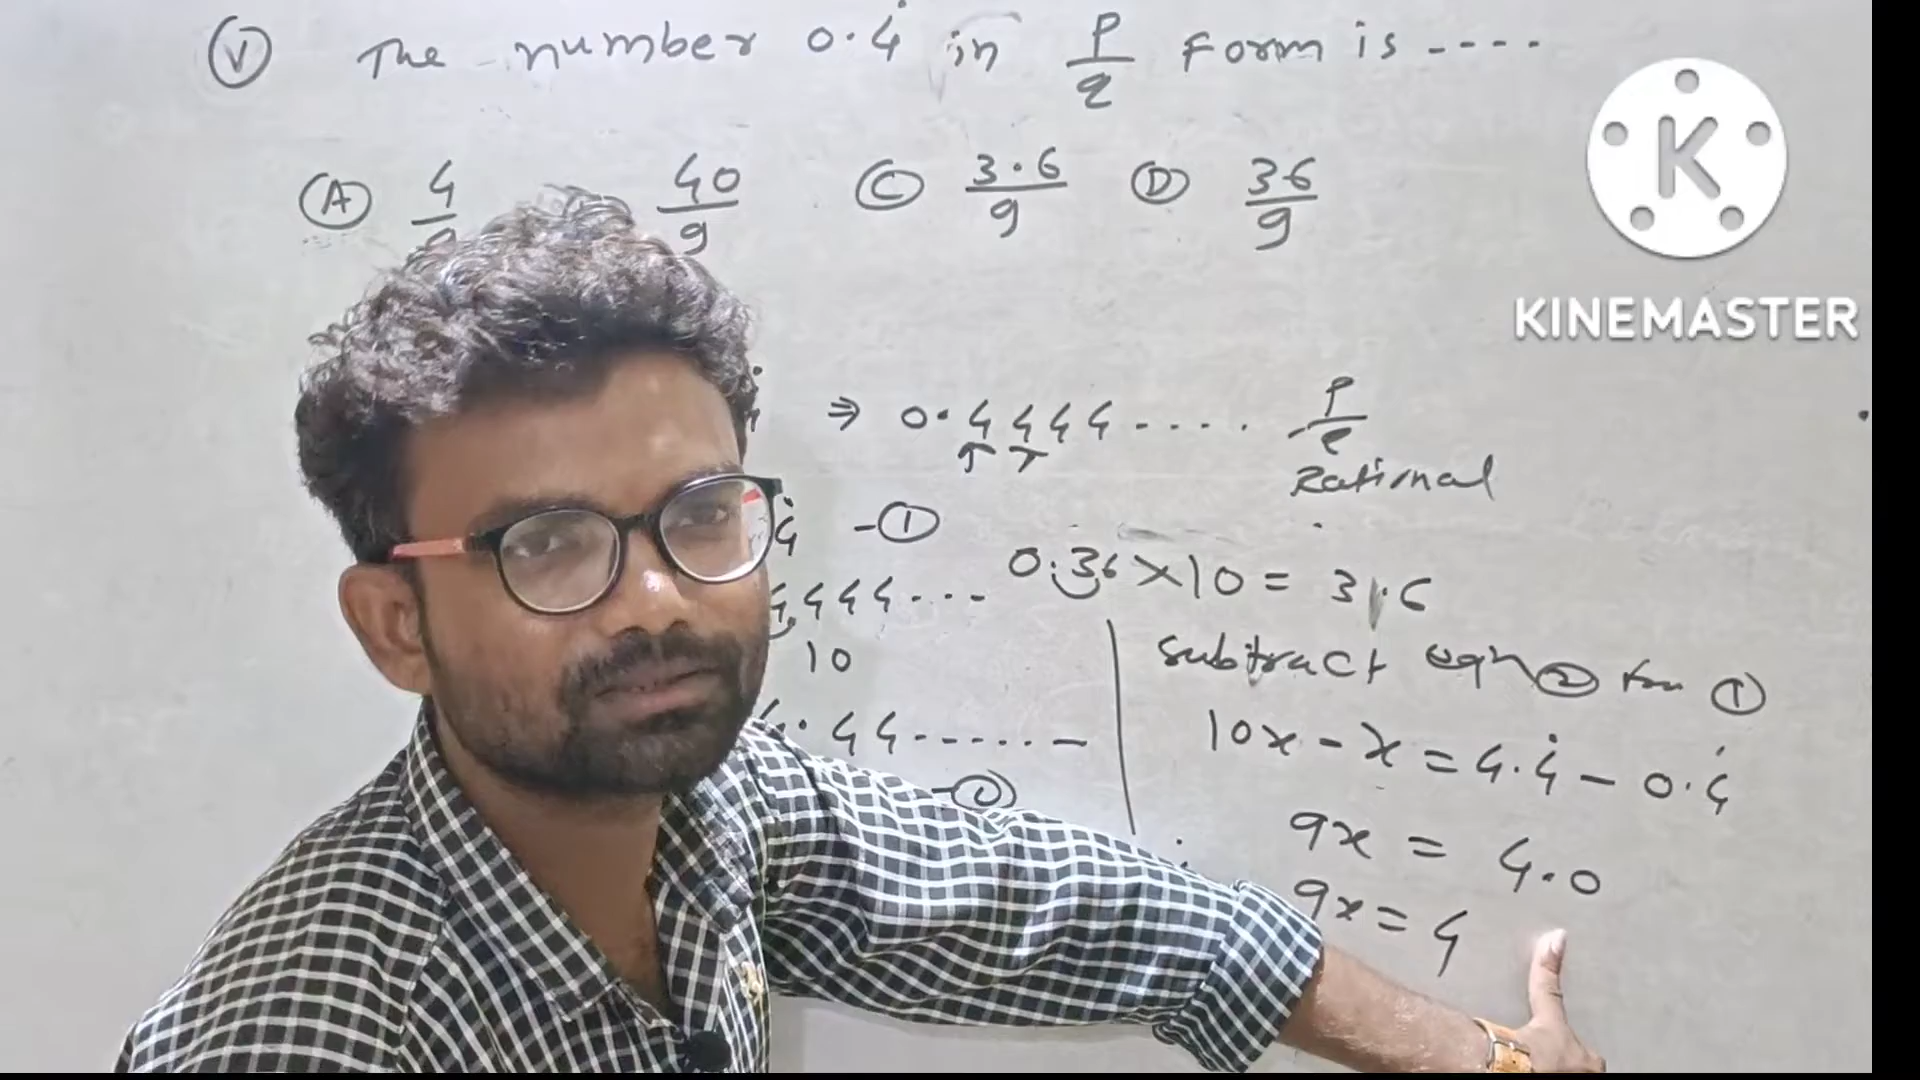 (V) The number 0.4̇ in p/q Form is ----
(A) 4/ 40/9 (C) 3.6/9 (D) 36/9
K
KINEMASTER
⇒ 0.4444..... p/q
Rational
4̇ -(1)
0.36×10 = 3.6
4444...
10
subtract eqn (2) from (1)
.44......-
-(2)
10x - x = 4.4̇ - 0.4̇
9x = 4.0
9x = 4